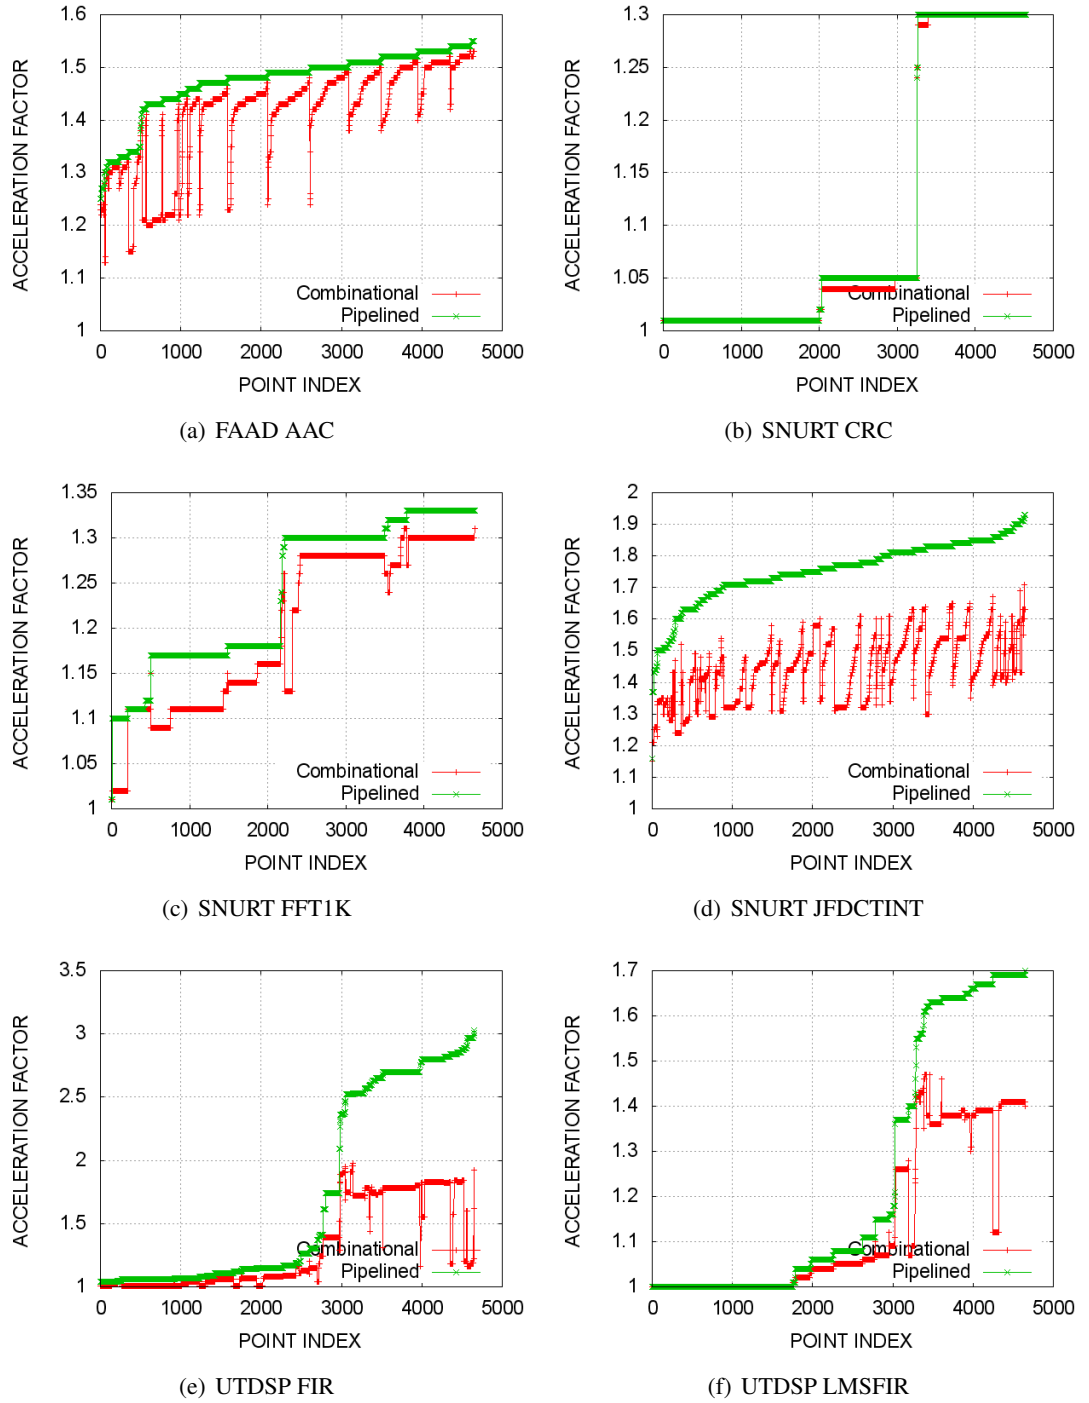 1.6
1.5
1.4
1.3
1.2
1.1
1
ACCELERATION FACTOR
Combinational
Pipelined
0 1000 2000 3000 4000 5000
POINT INDEX
(a) FAAD AAC
1.3
1.25
1.2
1.15
1.1
1.05
1
ACCELERATION FACTOR
Combinational
Pipelined
0 1000 2000 3000 4000 5000
POINT INDEX
(b) SNURT CRC
1.35
1.3
1.25
1.2
1.15
1.1
1.05
1
ACCELERATION FACTOR
Combinational
Pipelined
0 1000 2000 3000 4000 5000
POINT INDEX
(c) SNURT FFT1K
2
1.9
1.8
1.7
1.6
1.5
1.4
1.3
1.2
1.1
1
ACCELERATION FACTOR
Combinational
Pipelined
0 1000 2000 3000 4000 5000
POINT INDEX
(d) SNURT JFDCTINT
3.5
3
2.5
2
1.5
1
ACCELERATION FACTOR
Combinational
Pipelined
0 1000 2000 3000 4000 5000
POINT INDEX
(e) UTDSP FIR
1.7
1.6
1.5
1.4
1.3
1.2
1.1
1
ACCELERATION FACTOR
Combinational
Pipelined
0 1000 2000 3000 4000 5000
POINT INDEX
(f) UTDSP LMSFIR